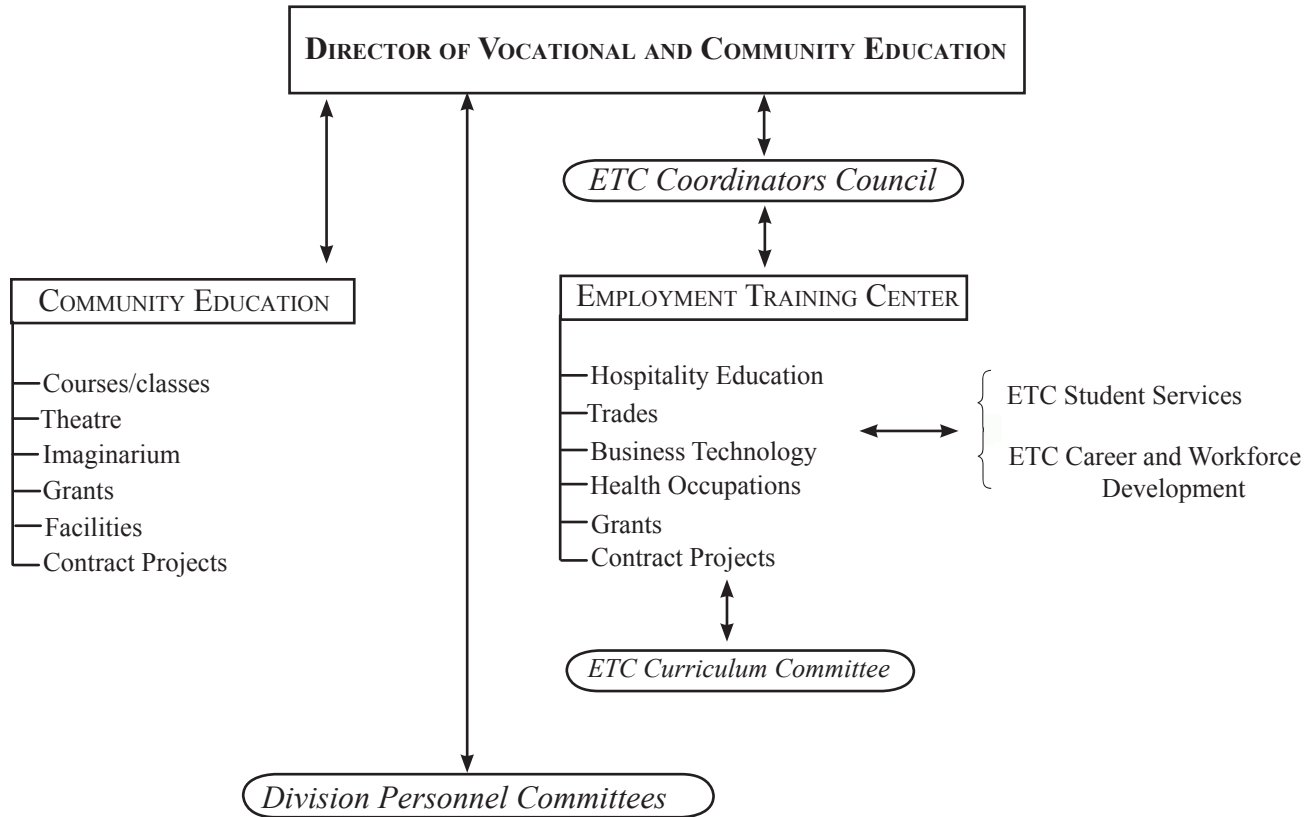 DIRECTOR OF VOCATIONAL AND COMMUNITY EDUCATION
ETC Coordinators Council
COMMUNITY EDUCATION
Courses/classes
Theatre
Imaginarium
Grants
Facilities
Contract Projects
EMPLOYMENT TRAINING CENTER
Hospitality Education
Trades
Business Technology
Health Occupations
Grants
Contract Projects
ETC Student Services
ETC Career and Workforce
Development
ETC Curriculum Committee
Division Personnel Committees